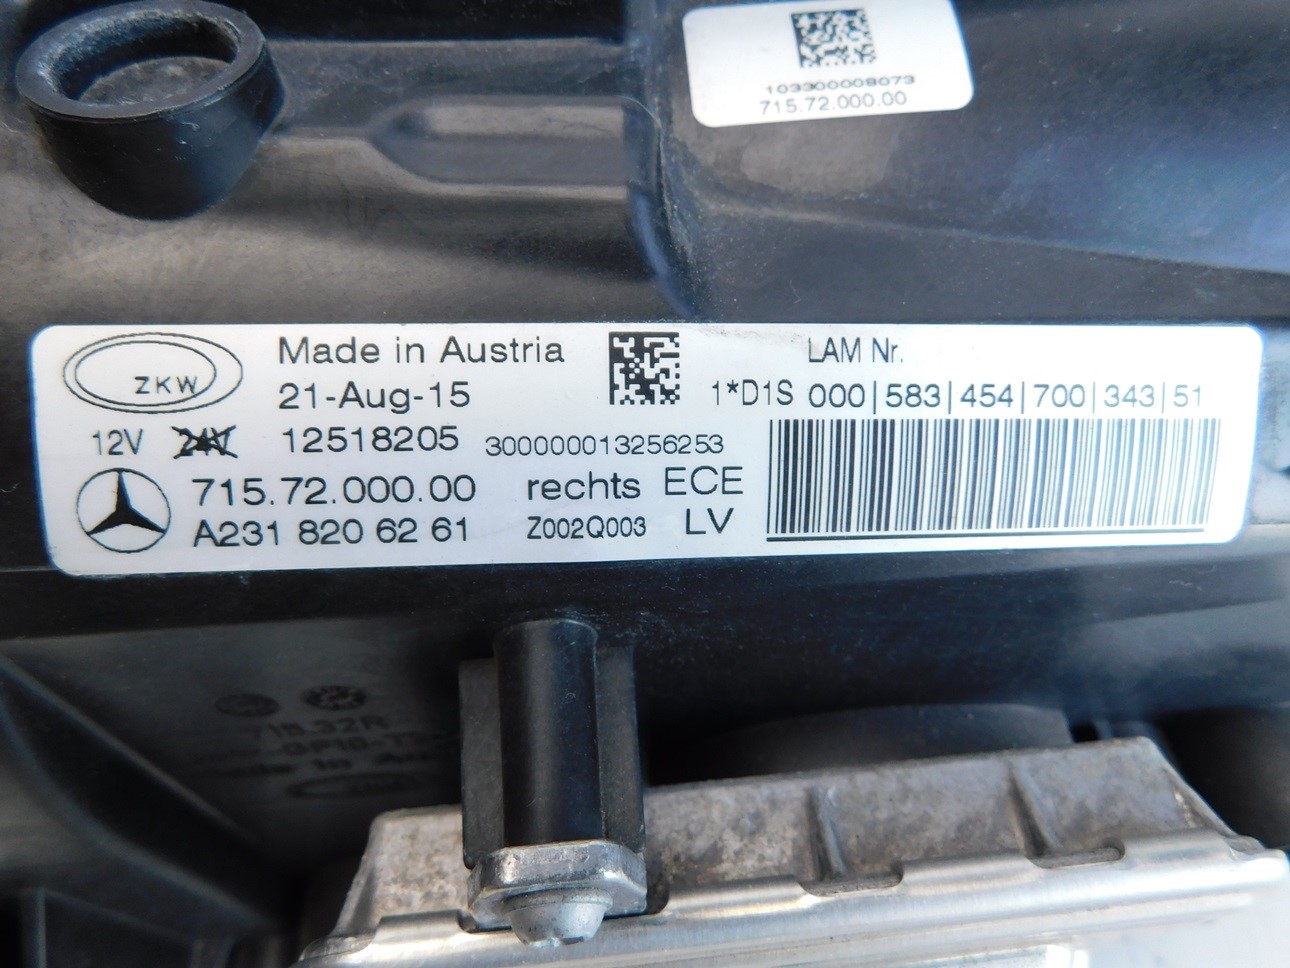 103300008073
715.72.000.00
ZKW
Made in Austria
LAM Nr.
21-Aug-15
1*D1S 000|583|454|700|343|51
12V 24V 12518205 300000013256253
715.72.000.00 rechts ECE
A231 820 62 61 Z002Q003 LV
715.32R